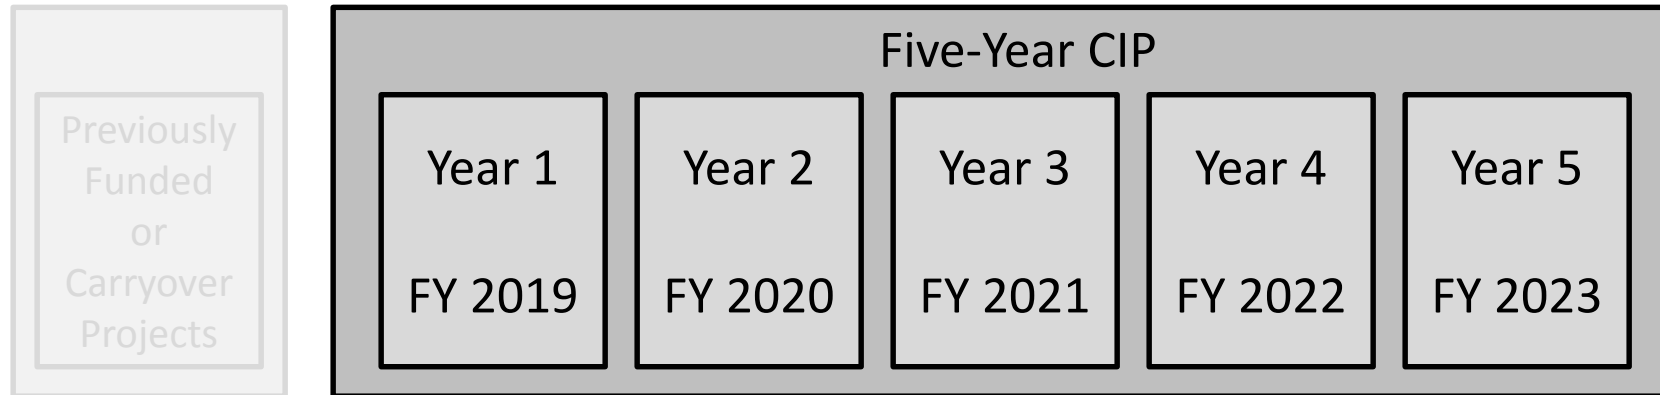 Previously
Funded
or
Carryover
Projects
Five-Year CIP
Year 1
FY 2019
Year 2
FY 2020
Year 3
FY 2021
Year 4
FY 2022
Year 5
FY 2023